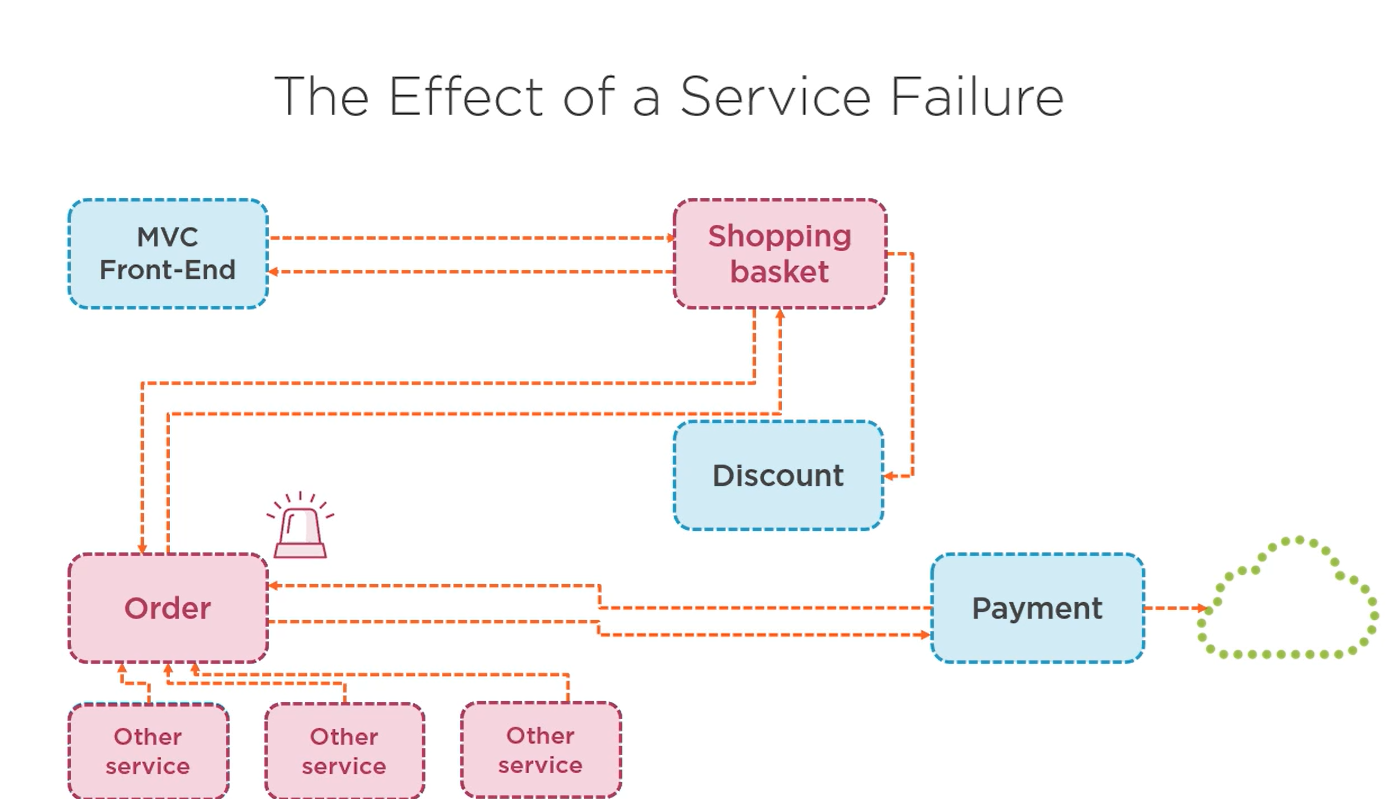 The Effect of a Service Failure
MVC
Front-End
Shopping
basket
Discount
Order
Payment
Other
service
Other
service
Other
service